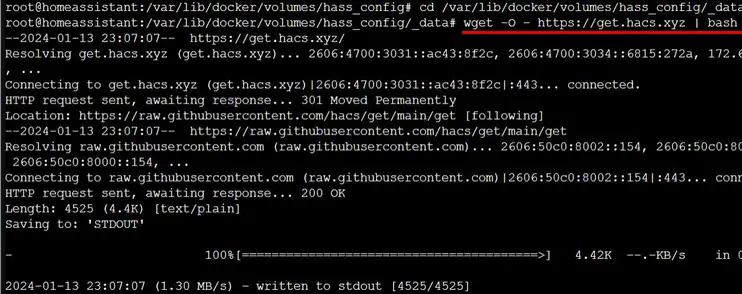 root@homeassistant:/var/lib/docker/volumes/hass_config# cd /var/lib/docker/volumes/hass_config/_data
root@homeassistant:/var/lib/docker/volumes/hass_config/_data# wget -O - https://get.hacs.xyz | bash
--2024-01-13 23:07:07--  https://get.hacs.xyz/
Resolving get.hacs.xyz (get.hacs.xyz)... 2606:4700:3031::ac43:8f2c, 2606:4700:3034::6815:272a, 172.6
, ...
Connecting to get.hacs.xyz (get.hacs.xyz)|2606:4700:3031::ac43:8f2c|:443... connected.
HTTP request sent, awaiting response... 301 Moved Permanently
Location: https://raw.githubusercontent.com/hacs/get/main/get [following]
--2024-01-13 23:07:07--  https://raw.githubusercontent.com/hacs/get/main/get
Resolving raw.githubusercontent.com (raw.githubusercontent.com)... 2606:50c0:8002::154, 2606:50c0:80
2606:50c0:8000::154, ...
Connecting to raw.githubusercontent.com (raw.githubusercontent.com)|2606:50c0:8002::154|:443... conn
HTTP request sent, awaiting response... 200 OK
Length: 4525 (4.4K) [text/plain]
Saving to: 'STDOUT'
-                   100%[=======================================>]   4.42K  --.-KB/s    in 0
2024-01-13 23:07:07 (1.30 MB/s) - written to stdout [4525/4525]